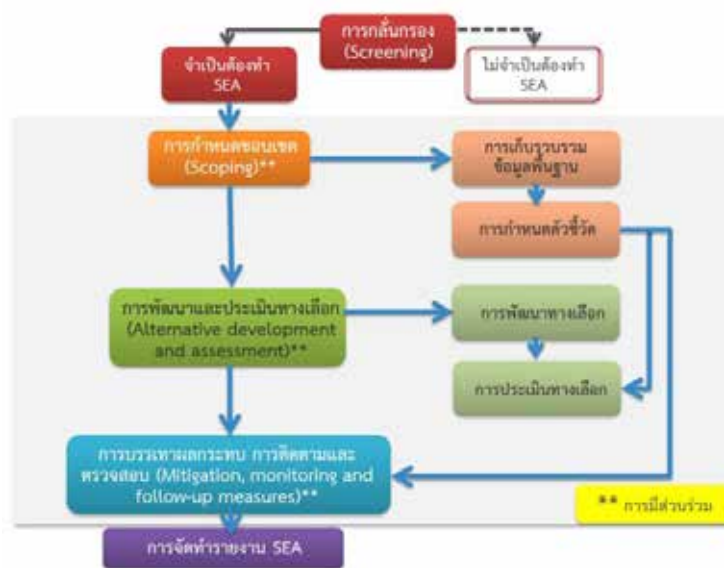 การกลั่นกรอง
(Screening)
จำเป็นต้องทำ
SEA
ไม่จำเป็นต้องทำ
SEA
การกำหนดขอบเขต
(Scoping)**
การเก็บรวบรวม
ข้อมูลพื้นฐาน
การกำหนดตัวชี้วัด
การพัฒนาและประเมินทางเลือก
(Alternative development
and assessment)**
การพัฒนาทางเลือก
การประเมินทางเลือก
การบรรเทาผลกระทบ การติดตามและ
ตรวจสอบ (Mitigation, monitoring and
follow-up measures)**
** การมีส่วนร่วม
การจัดทำรายงาน SEA